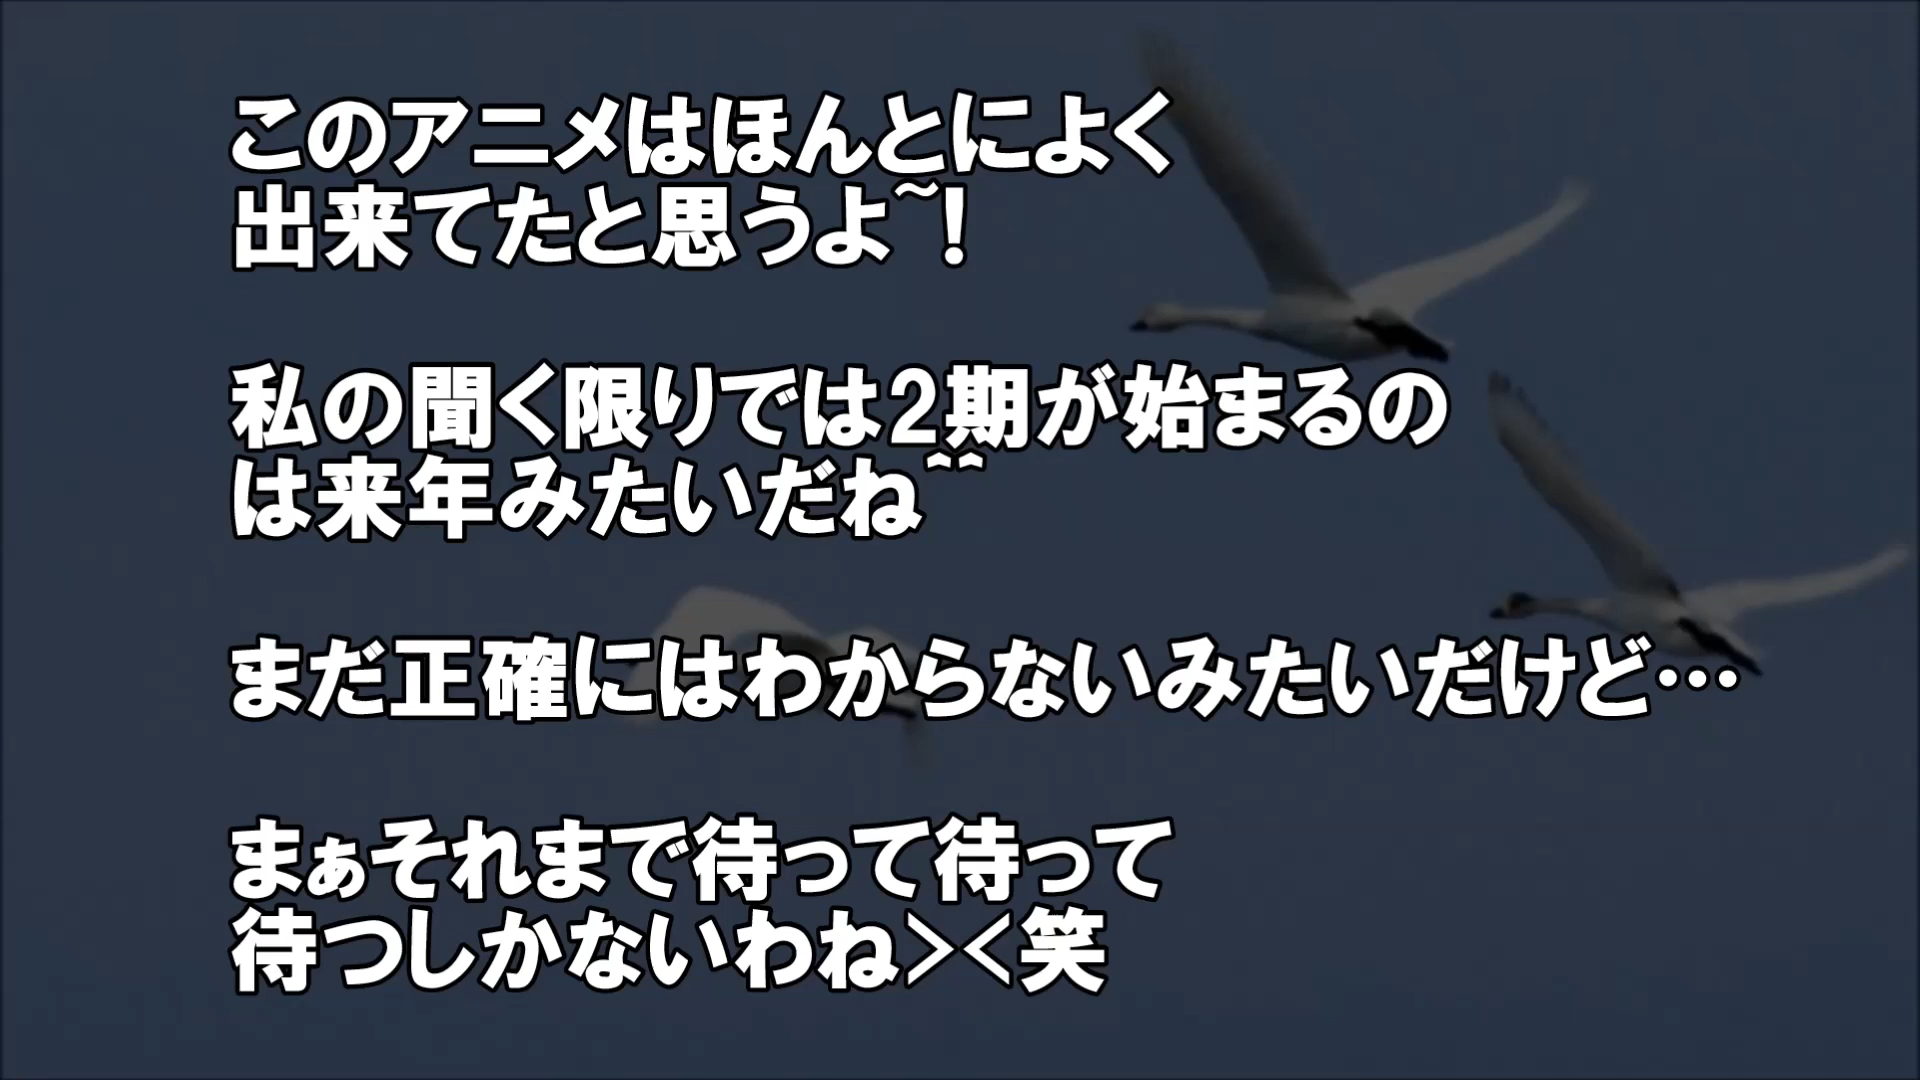 このアニメはほんとによく
出来てたと思うよ~!
私の聞く限りでは2期が始まるの
は来年みたいだね^^
まだ正確にはわからないみたいだけど…
まぁそれまで待って待って
待つしかないわね><笑